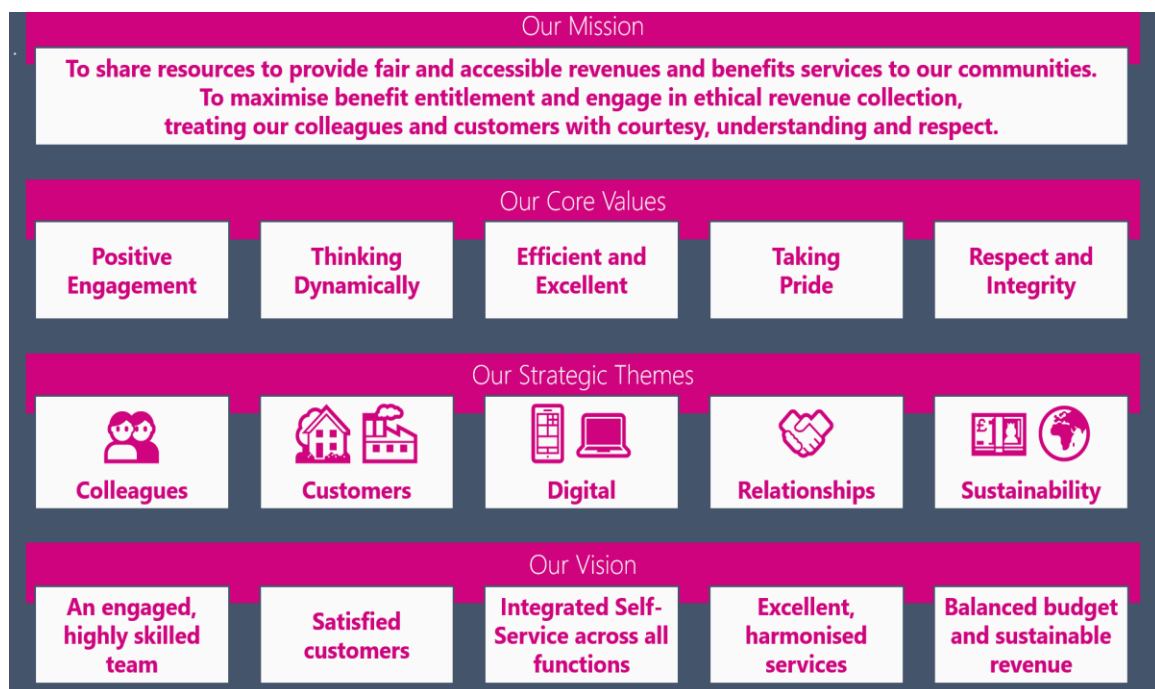 Our Mission
To share resources to provide fair and accessible revenues and benefits services to our communities.
To maximise benefit entitlement and engage in ethical revenue collection,
treating our colleagues and customers with courtesy, understanding and respect.
Our Core Values
Positive
Engagement
Thinking
Dynamically
Efficient and
Excellent
Taking
Pride
Respect and
Integrity
Our Strategic Themes
£1
Colleagues
Customers
Digital
Relationships
Sustainability
Our Vision
An engaged,
highly skilled
team
Satisfied
customers
Integrated Self-
Service across all
functions
Excellent,
harmonised
services
Balanced budget
and sustainable
revenue